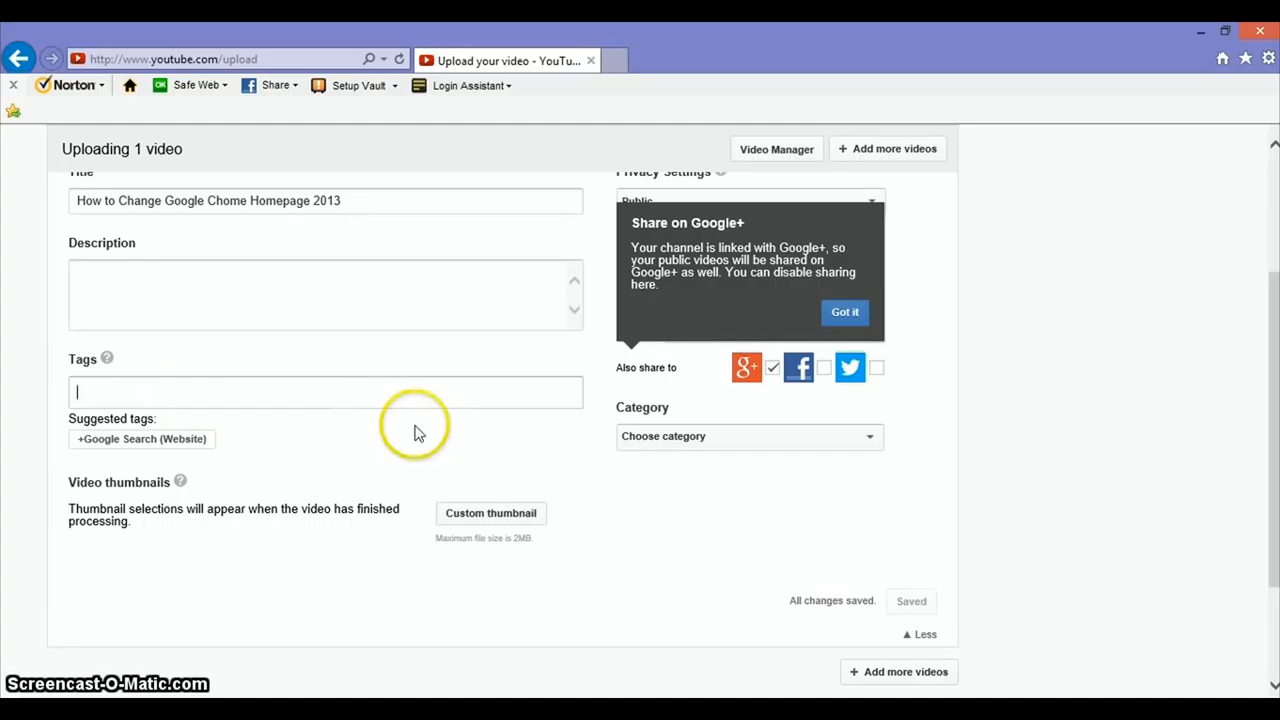 http://www.youtube.com/upload
Upload your video - YouTu...
Norton
OK
Safe Web
Share
Setup Vault
Login Assistant
Uploading 1 video
Video Manager
+ Add more videos
Title
Privacy Settings
How to Change Google Chome Homepage 2013
Public
Description
Share on Google+
Your channel is linked with Google+, so
your public videos will be shared on
Google+ as well. You can disable sharing
here.
Got it
Tags ?
Also share to
g+
f
Suggested tags:
+Google Search (Website)
Category
Choose category
Video thumbnails ?
Thumbnail selections will appear when the video has finished
processing.
Custom thumbnail
Maximum file size is 2MB.
All changes saved.
Saved
Less
+ Add more videos
Screencast-O-Matic.com